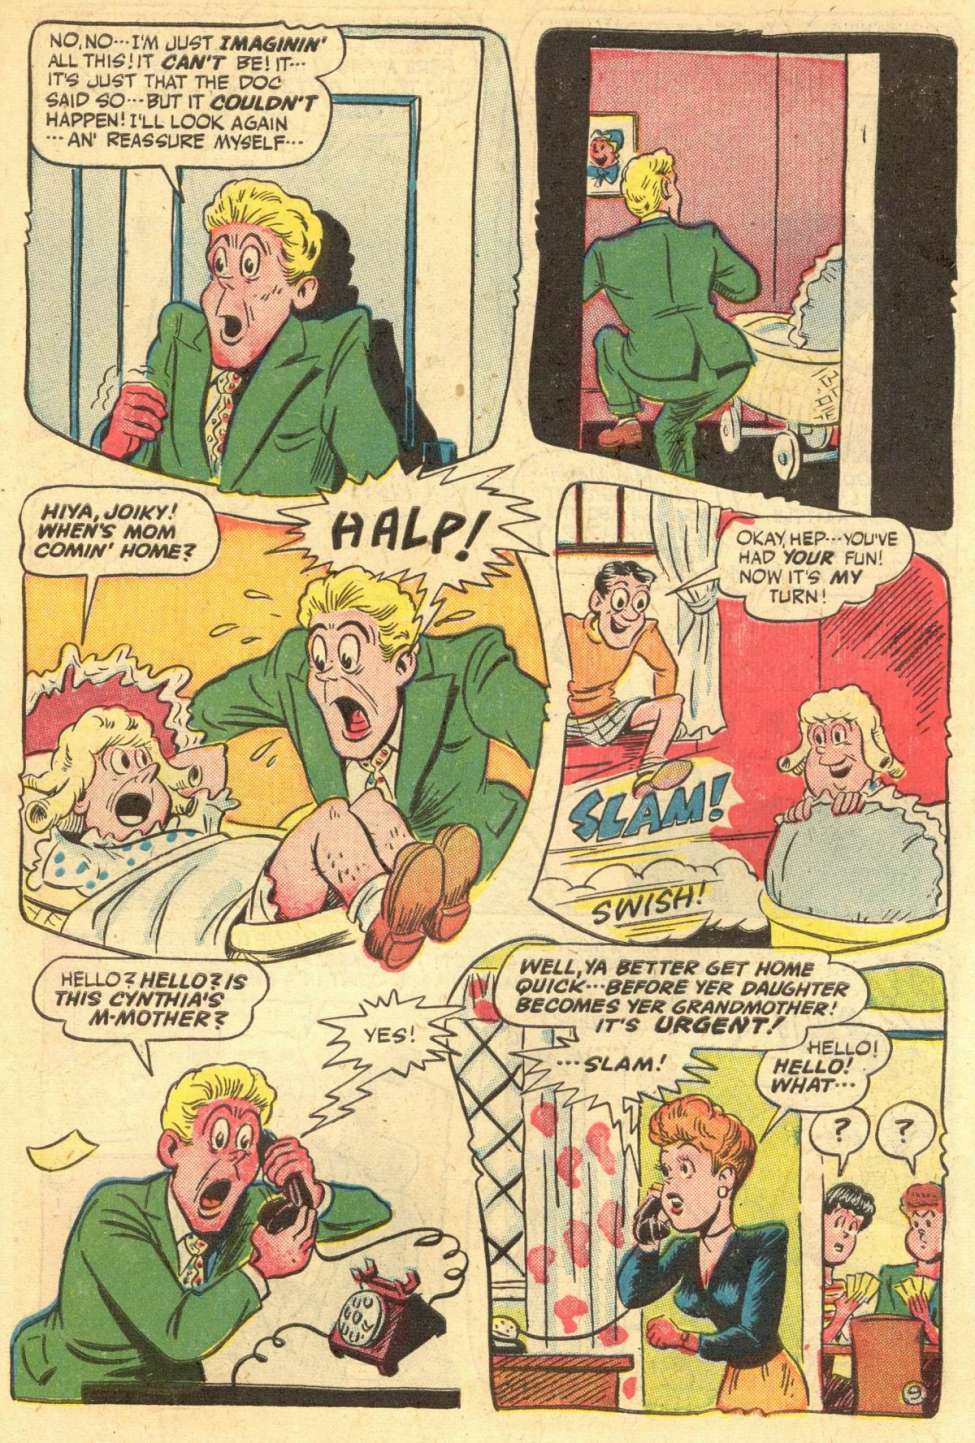 NO, NO---I'M JUST IMAGININ'
ALL THIS! IT CAN'T BE! IT---
IT'S JUST THAT THE DOC
SAID SO---BUT IT COULDN'T
HAPPEN! I'LL LOOK AGAIN
---AN' REASSURE MYSELF---
HIYA, JOIKY!
WHEN'S MOM
COMIN' HOME?
HALP!
OKAY, HEP---YOU'VE
HAD YOUR FUN!
NOW IT'S MY
TURN!
SLAM!
SWISH!
HELLO? HELLO? IS
THIS CYNTHIA'S
M-MOTHER?
YES!
WELL, YA BETTER GET HOME
QUICK---BEFORE YER DAUGHTER
BECOMES YER GRANDMOTHER!
IT'S URGENT!
---SLAM!
HELLO!
HELLO!
WHAT---
?
?
9